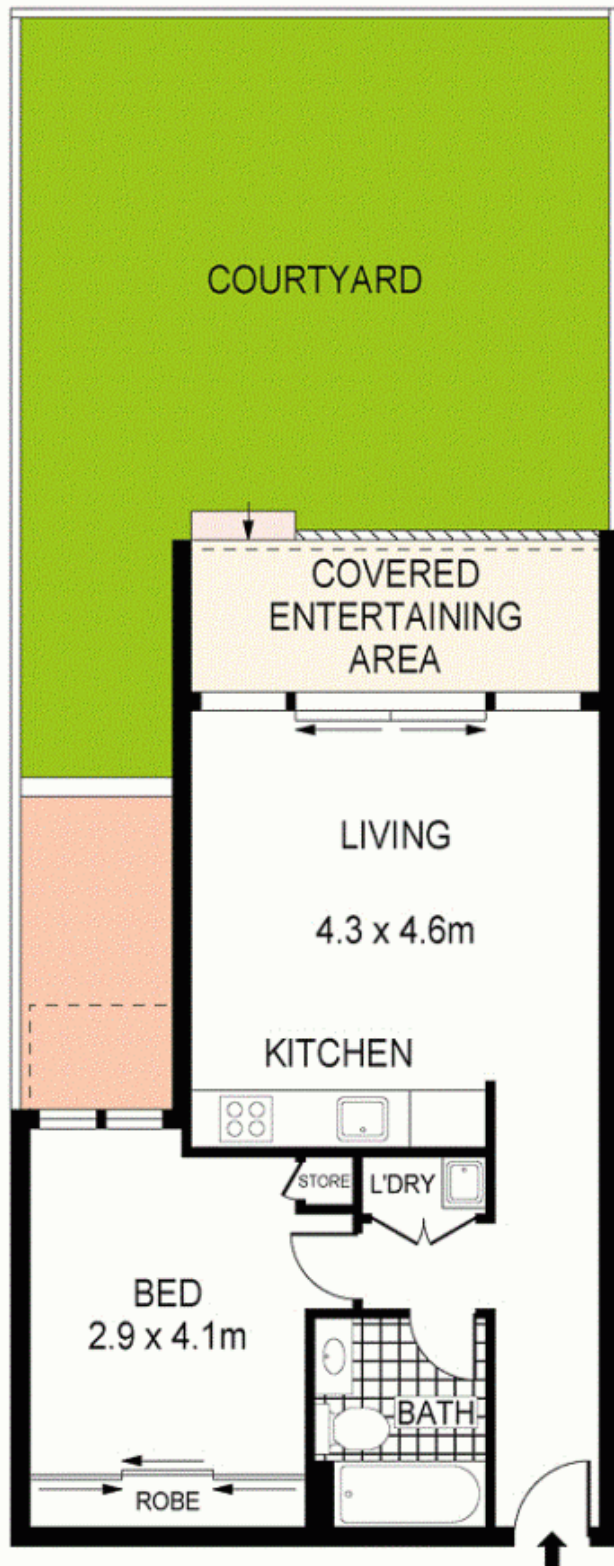 COURTYARD
COVERED
ENTERTAINING
AREA
LIVING
4.3 x 4.6m
KITCHEN
STORE
L'DRY
BED
2.9 x 4.1m
BATH
ROBE